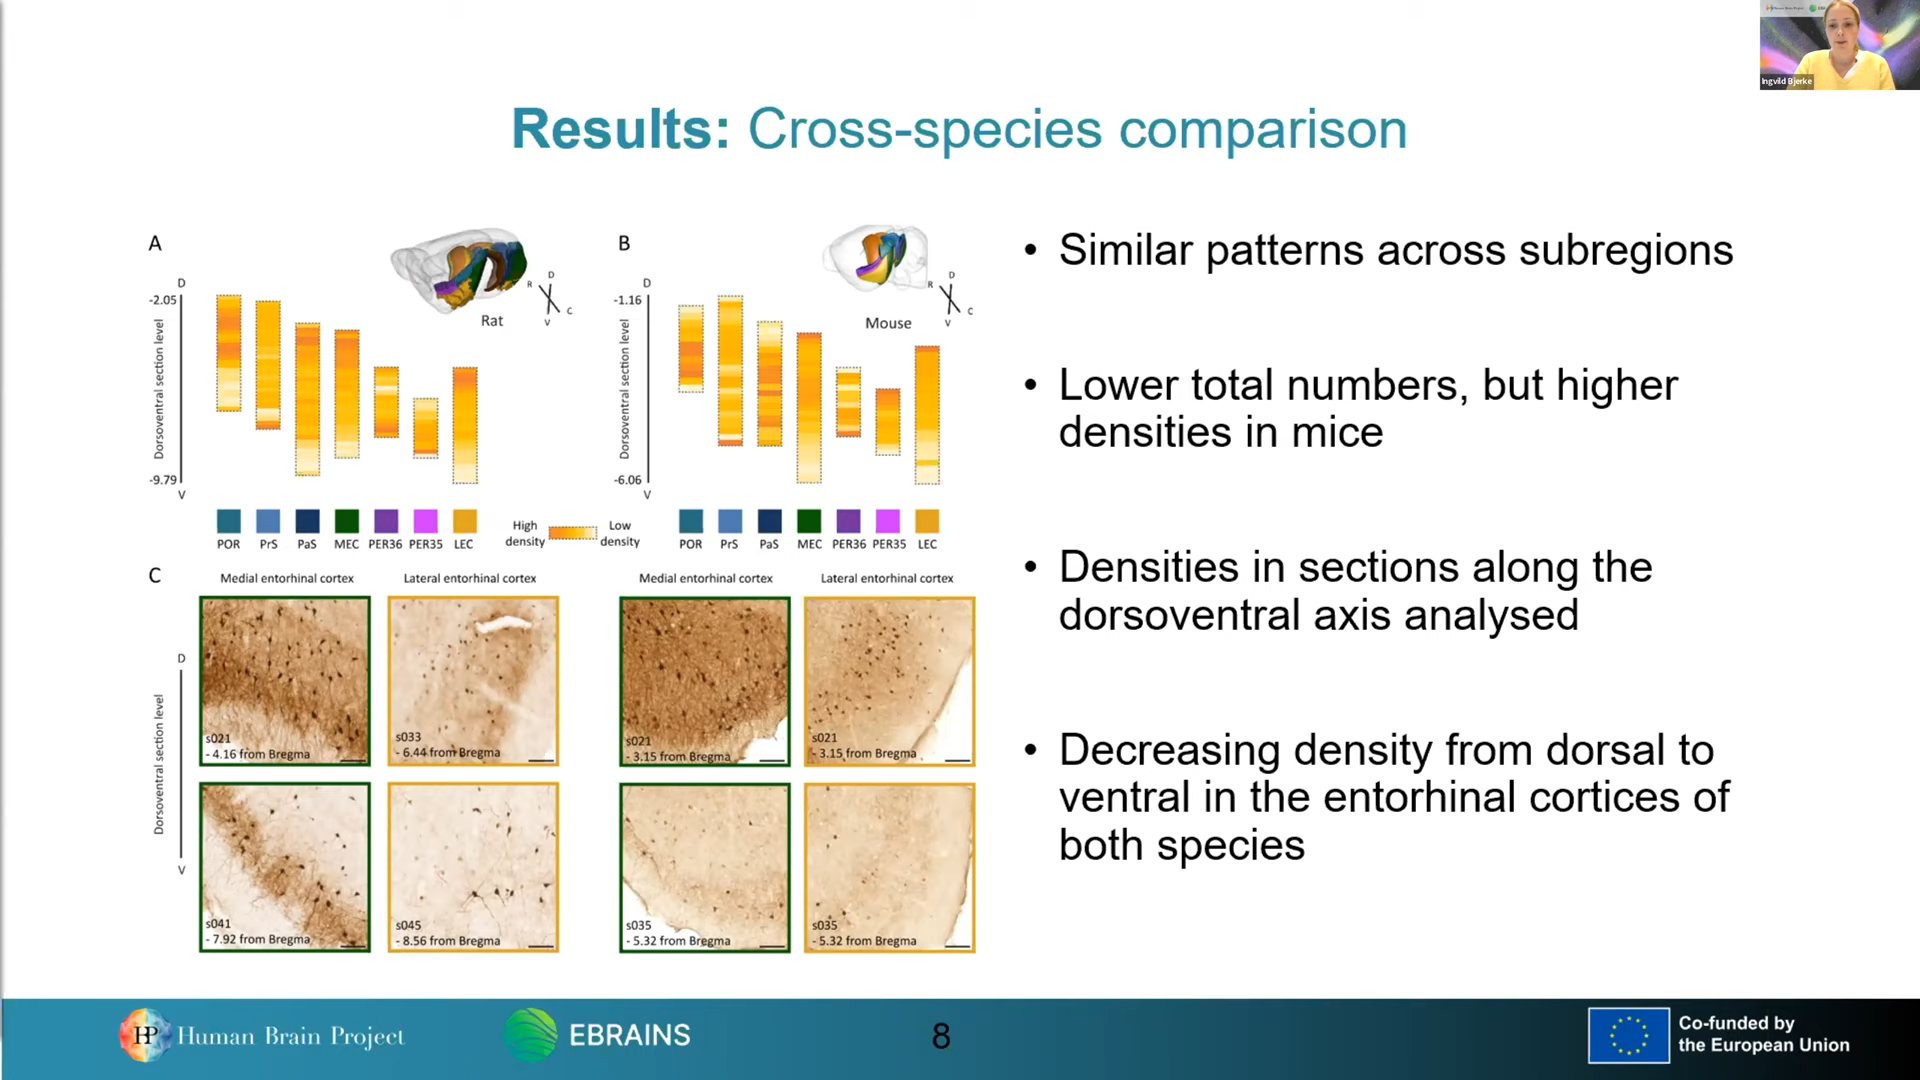 Ingvild Bjerke
Results: Cross-species comparison
A
D
-2.05
Dorsoventral section level
-9.79
V
Rat
D
R
C
V
POR PrS PaS MEC PER36 PER35 LEC
High
density
Low
density
B
D
-1.16
Dorsoventral section level
-6.06
V
Mouse
D
R
C
V
POR PrS PaS MEC PER36 PER35 LEC
C
Medial entorhinal cortex
Lateral entorhinal cortex
Medial entorhinal cortex
Lateral entorhinal cortex
D
Dorsoventral section level
V
s021
- 4.16 from Bregma
s033
- 6.44 from Bregma
s021
- 3.15 from Bregma
s021
- 3.15 from Bregma
s041
- 7.92 from Bregma
s045
- 8.56 from Bregma
s035
- 5.32 from Bregma
s035
- 5.32 from Bregma
• Similar patterns across subregions
• Lower total numbers, but higher
densities in mice
• Densities in sections along the
dorsoventral axis analysed
• Decreasing density from dorsal to
ventral in the entorhinal cortices of
both species
HP Human Brain Project
EBRAINS
8
Co-funded by
the European Union